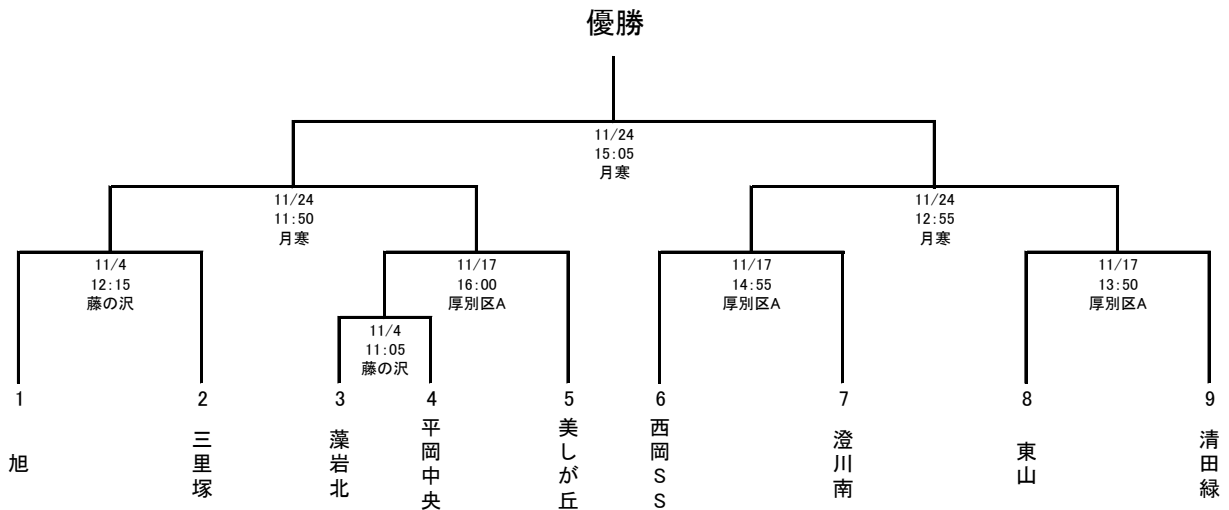 優勝
11/24
15:05
月寒
11/24
11:50
月寒
11/24
12:55
月寒
11/4
12:15
藤の沢
11/17
16:00
厚別区A
11/17
14:55
厚別区A
11/17
13:50
厚別区A
11/4
11:05
藤の沢
1
2
3
4
5
6
7
8
9
旭
三里塚
藻岩北
平岡中央
美しが丘
西岡SS
澄川南
東山
清田緑